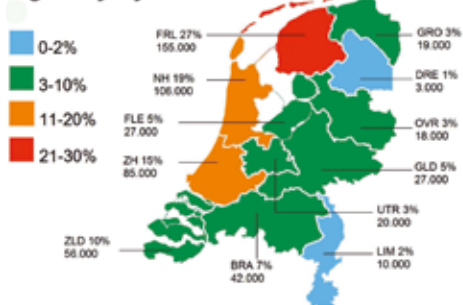 0-2%
3-10%
11-20%
21-30%
FRL 27%
155.000
GRO 3%
19.000
NH 19%
106.000
DRE 1%
3.000
FLE 5%
27.000
OVR 3%
18.000
ZH 15%
85.000
GLD 5%
27.000
UTR 3%
20.000
ZLD 10%
56.000
LIM 2%
10.000
BRA 7%
42.000